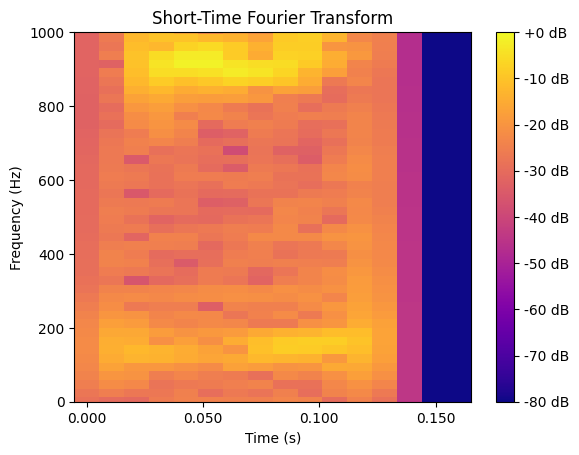 Short-Time Fourier Transform
1000
800
600
400
200
0
Frequency (Hz)
0.000
0.050
0.100
0.150
Time (s)
+0 dB
-10 dB
-20 dB
-30 dB
-40 dB
-50 dB
-60 dB
-70 dB
-80 dB